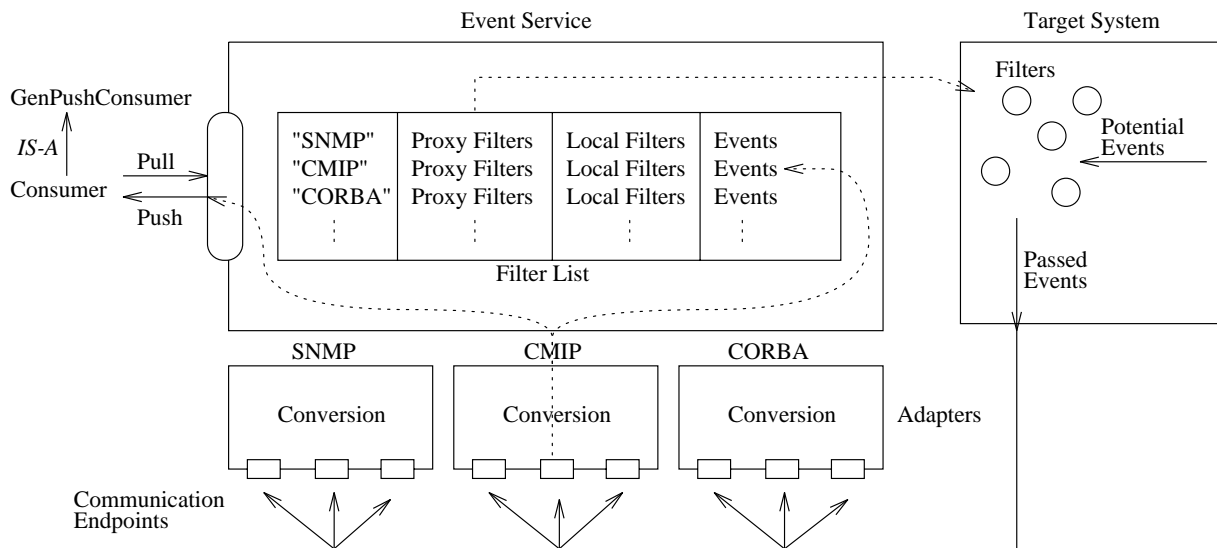 Event Service
Target System
GenPushConsumer
IS-A
Consumer
Pull
Push
"SNMP" Proxy Filters Local Filters Events
"CMIP" Proxy Filters Local Filters Events
"CORBA" Proxy Filters Local Filters Events
Filter List
Filters
Potential
Events
Passed
Events
SNMP
CMIP
CORBA
Conversion
Conversion
Conversion
Adapters
Communication
Endpoints